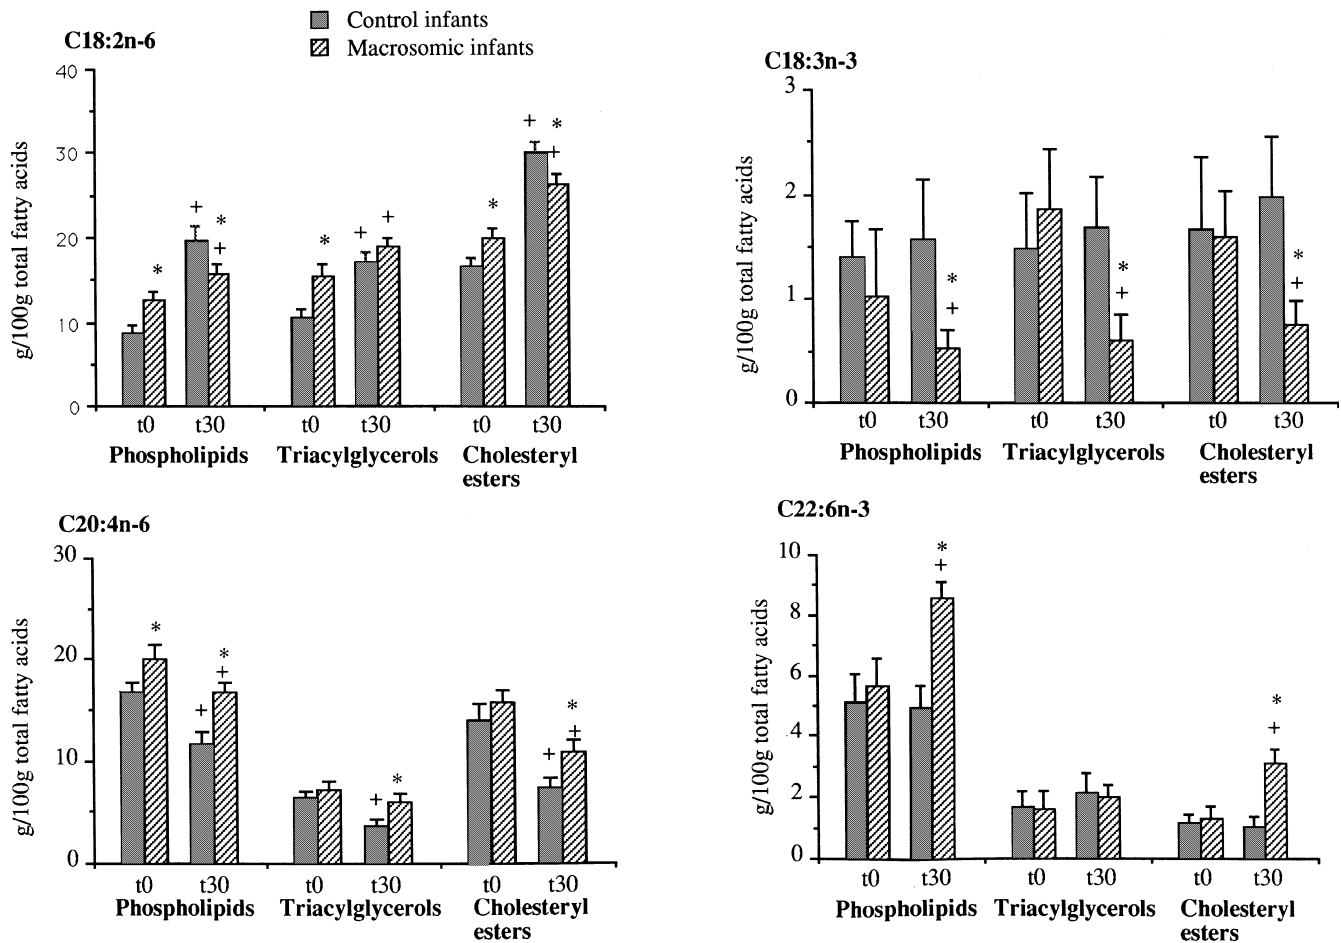 Control infants
Macrosomic infants
C18:2n-6
40
30
20
10
0
g/100g total fatty acids
+
*
+
*
+
*
*
+
+
*
+
*
+
t0 t30 t0 t30 t0 t30
Phospholipids Triacylglycerols Cholesteryl
esters
C18:3n-3
3
2
1
0
g/100g total fatty acids
*
+
*
+
*
+
t0 t30 t0 t30 t0 t30
Phospholipids Triacylglycerols Cholesteryl
esters
C20:4n-6
30
20
10
0
g/100g total fatty acids
*
+
*
+
+
*
+
*
+
t0 t30 t0 t30 t0 t30
Phospholipids Triacylglycerols Cholesteryl
esters
C22:6n-3
10
8
6
4
2
0
g/100g total fatty acids
*
+
*
+
t0 t30 t0 t30 t0 t30
Phospholipids Triacylglycerols Cholesteryl
esters